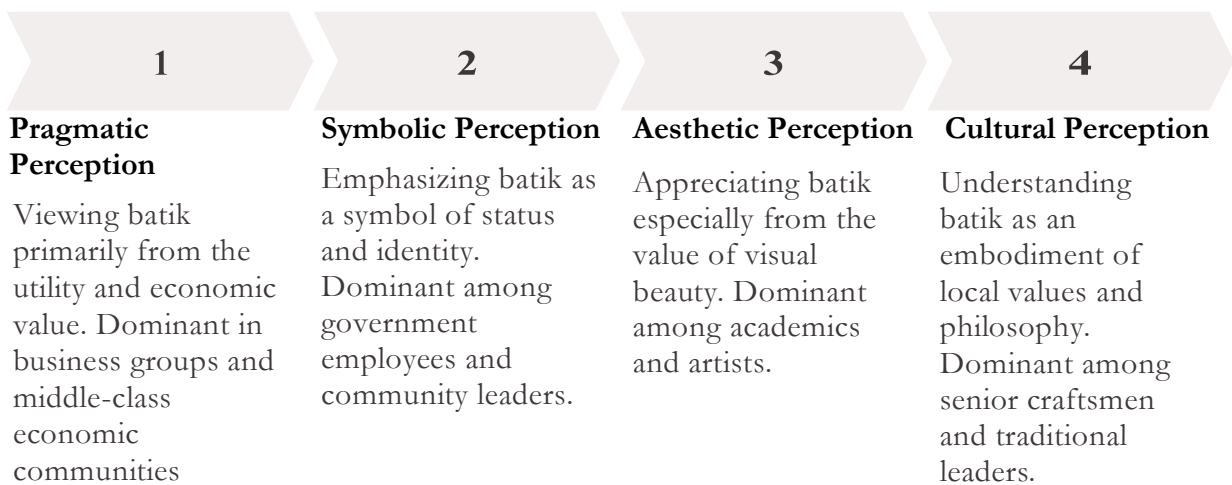 1
Pragmatic
Perception
Viewing batik
primarily from the
utility and economic
value. Dominant in
business groups and
middle-class
economic
communities
2
Symbolic Perception
Emphasizing batik as
a symbol of status
and identity.
Dominant among
government
employees and
community leaders.
3
Aesthetic Perception
Appreciating batik
especially from the
value of visual
beauty. Dominant
among academics
and artists.
4
Cultural Perception
Understanding
batik as an
embodiment of
local values and
philosophy.
Dominant among
senior craftsmen
and traditional
leaders.